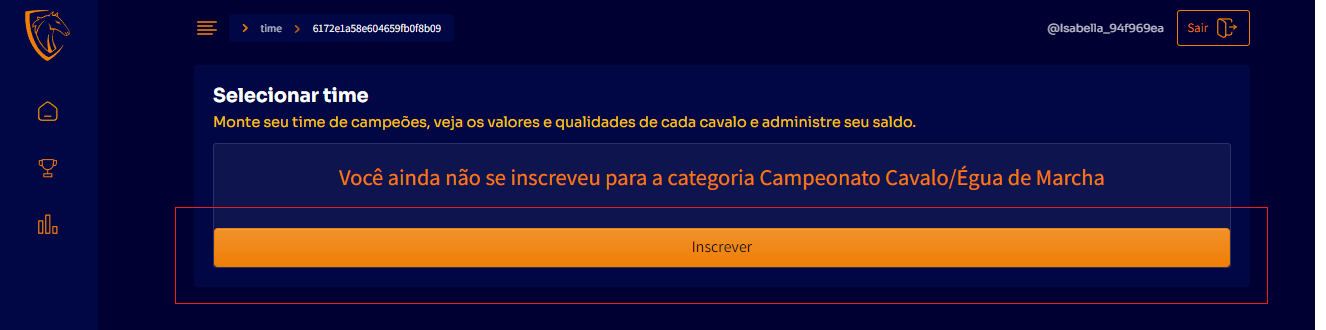 time 6172e1a58e604659fb0f8b09
@Isabella_94f969ea
Sair
Selecionar time
Monte seu time de campeões, veja os valores e qualidades de cada cavalo e administre seu saldo.
Você ainda não se inscreveu para a categoria Campeonato Cavalo/Égua de Marcha
Inscrever